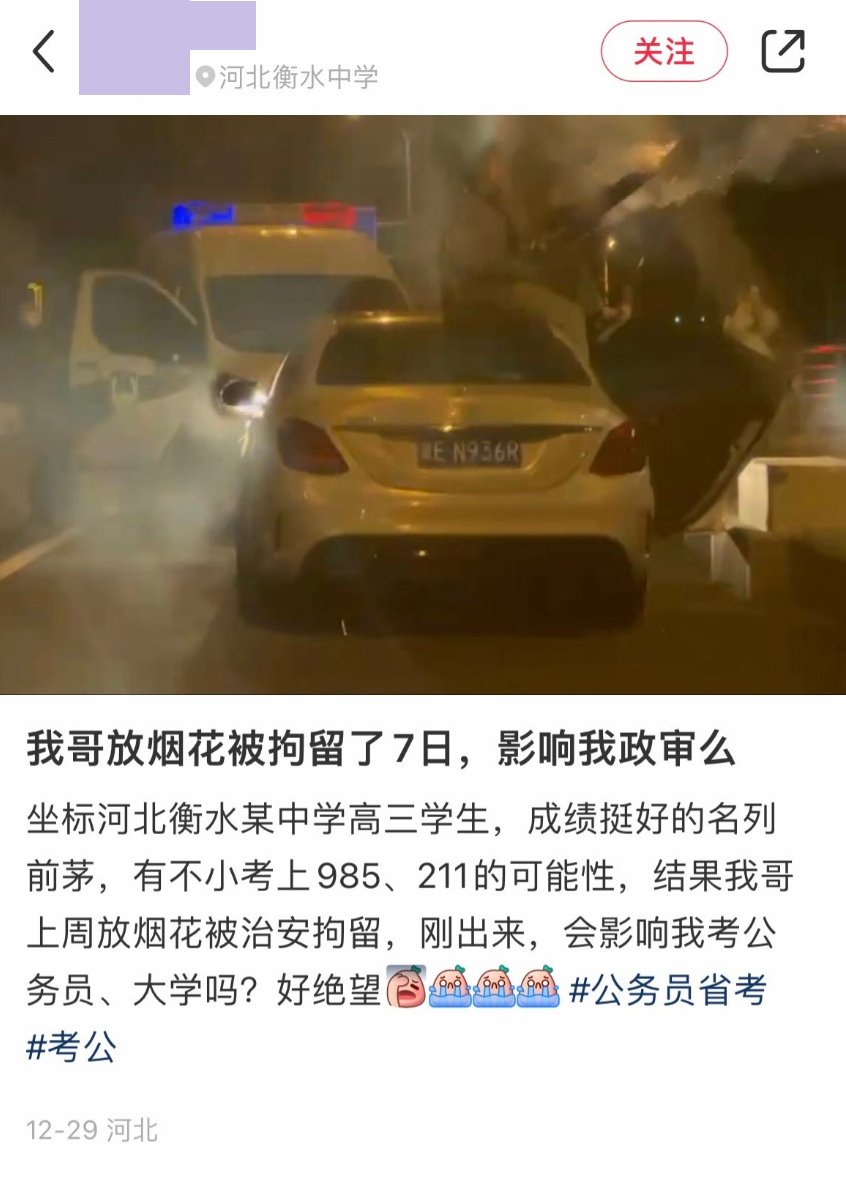 河北衡水中学
关注
E N936R
我哥放烟花被拘留了7日，影响我政审么
坐标河北衡水某中学高三学生，成绩挺好的名列
前茅，有不小考上985、211的可能性，结果我哥
上周放烟花被治安拘留，刚出来，会影响我考公
务员、大学吗？好绝望 #公务员省考
#考公
12-29 河北